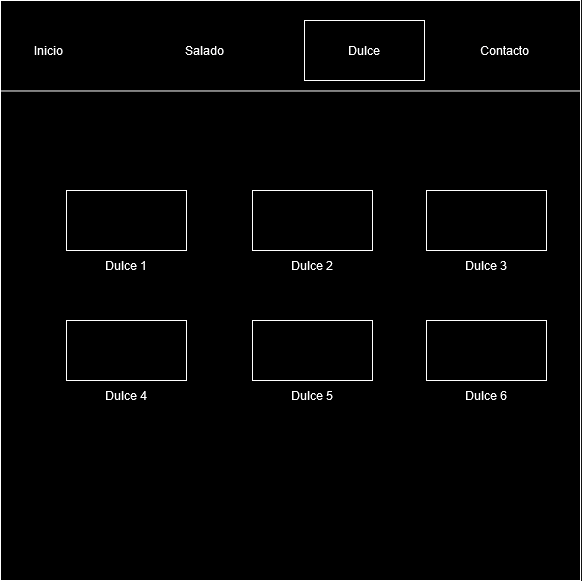 Inicio Salado Dulce Contacto
Dulce 1 Dulce 2 Dulce 3
Dulce 4 Dulce 5 Dulce 6